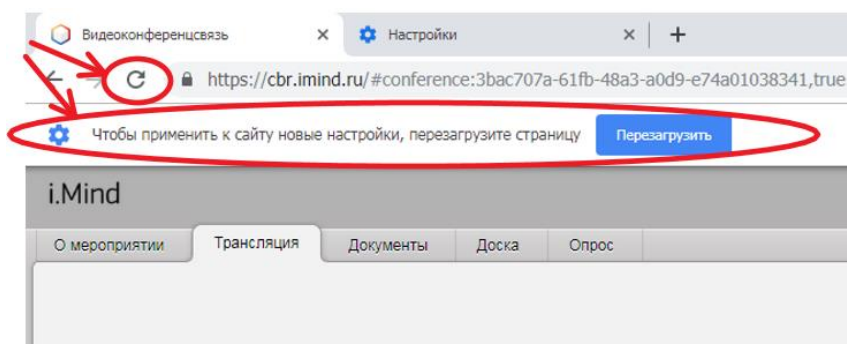 Видеоконференцсвязь
Настройки
https://cbr.imind.ru/#conference:3bac707a-61fb-48a3-a0d9-e74a01038341,true
Чтобы применить к сайту новые настройки, перезагрузите страницу Перезагрузить
i.Mind
О мероприятии Трансляция Документы Доска Опрос